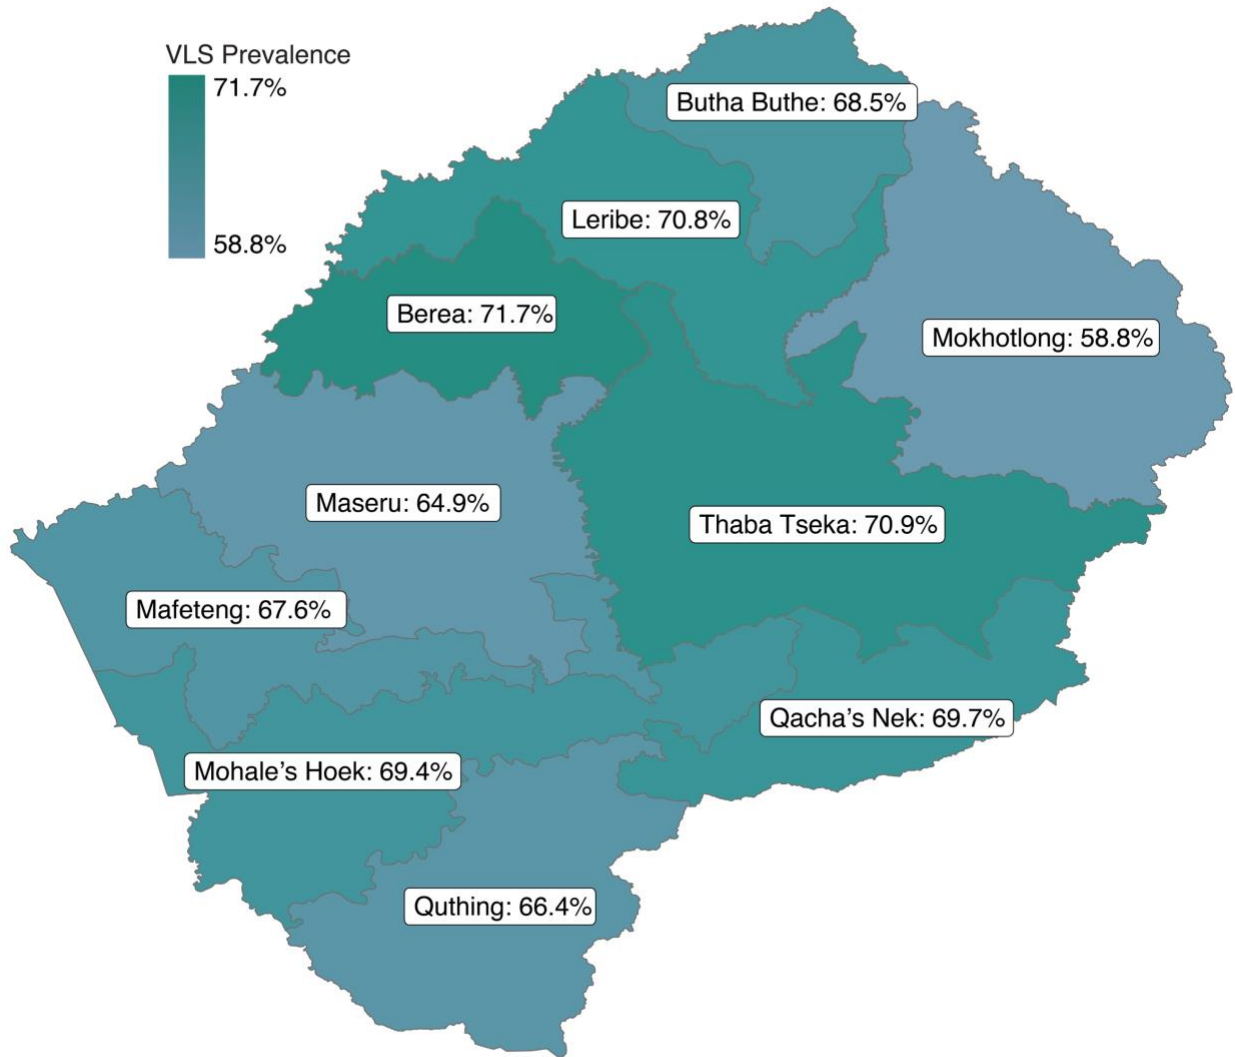 VLS Prevalence
71.7%
58.8%
Butha Buthe: 68.5%
Leribe: 70.8%
Berea: 71.7%
Mokhotlong: 58.8%
Maseru: 64.9%
Thaba Tseka: 70.9%
Mafeteng: 67.6%
Qacha’s Nek: 69.7%
Mohale’s Hoek: 69.4%
Quthing: 66.4%